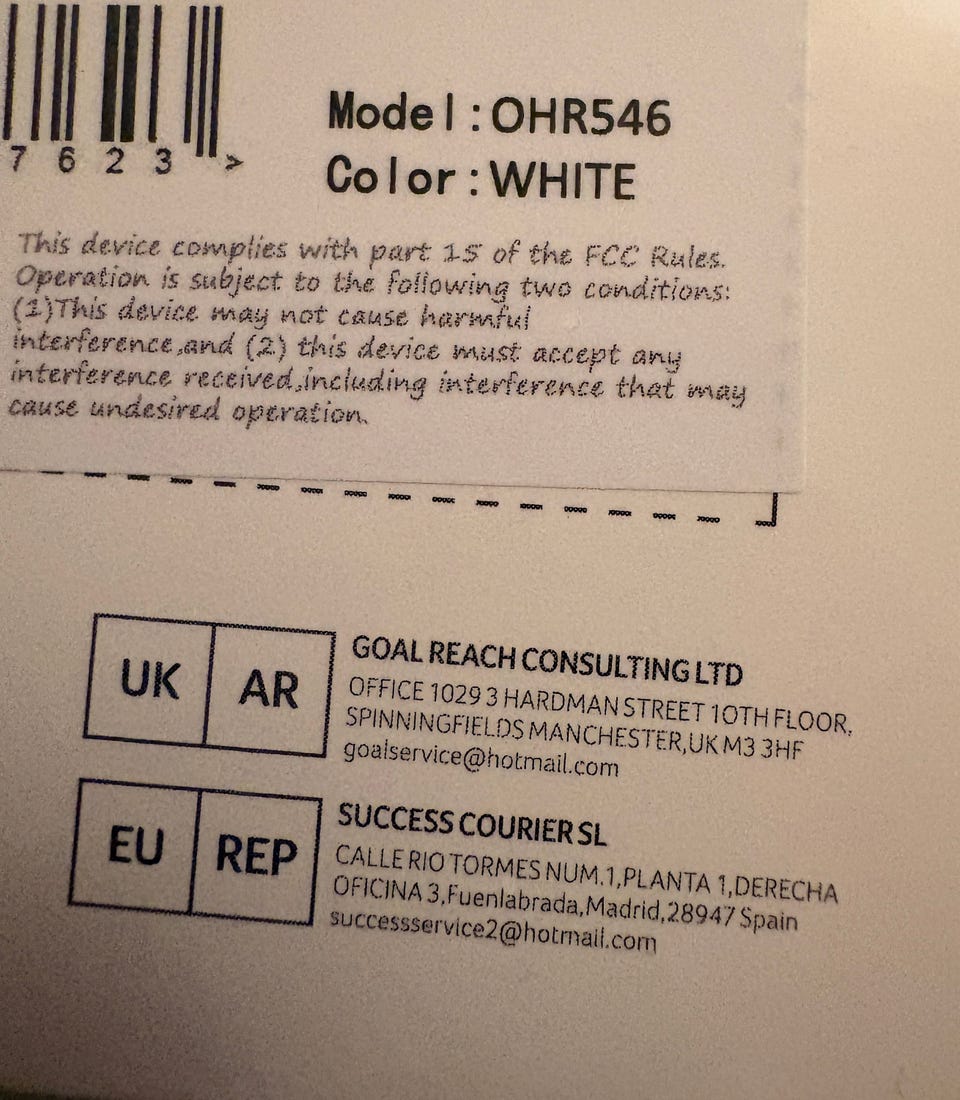 7 6 2 3 >
Model:OHR546
Color:WHITE
This device complies with part 15 of the FCC Rules.
Operation is subject to the following two conditions:
(1)This device may not cause harmful
interference,and (2) this device must accept any
interference received,including interference that may
cause undesired operation.
UK AR
GOAL REACH CONSULTING LTD
OFFICE 1029 3 HARDMAN STREET 10TH FLOOR,
SPINNINGFIELDS MANCHESTER,UK M3 3HF
goalservice@hotmail.com
EU REP
SUCCESS COURIER SL
CALLE RIO TORMES NUM.1,PLANTA 1,DERECHA
OFICINA 3,Fuenlabrada,Madrid,28947 Spain
successservice2@hotmail.com